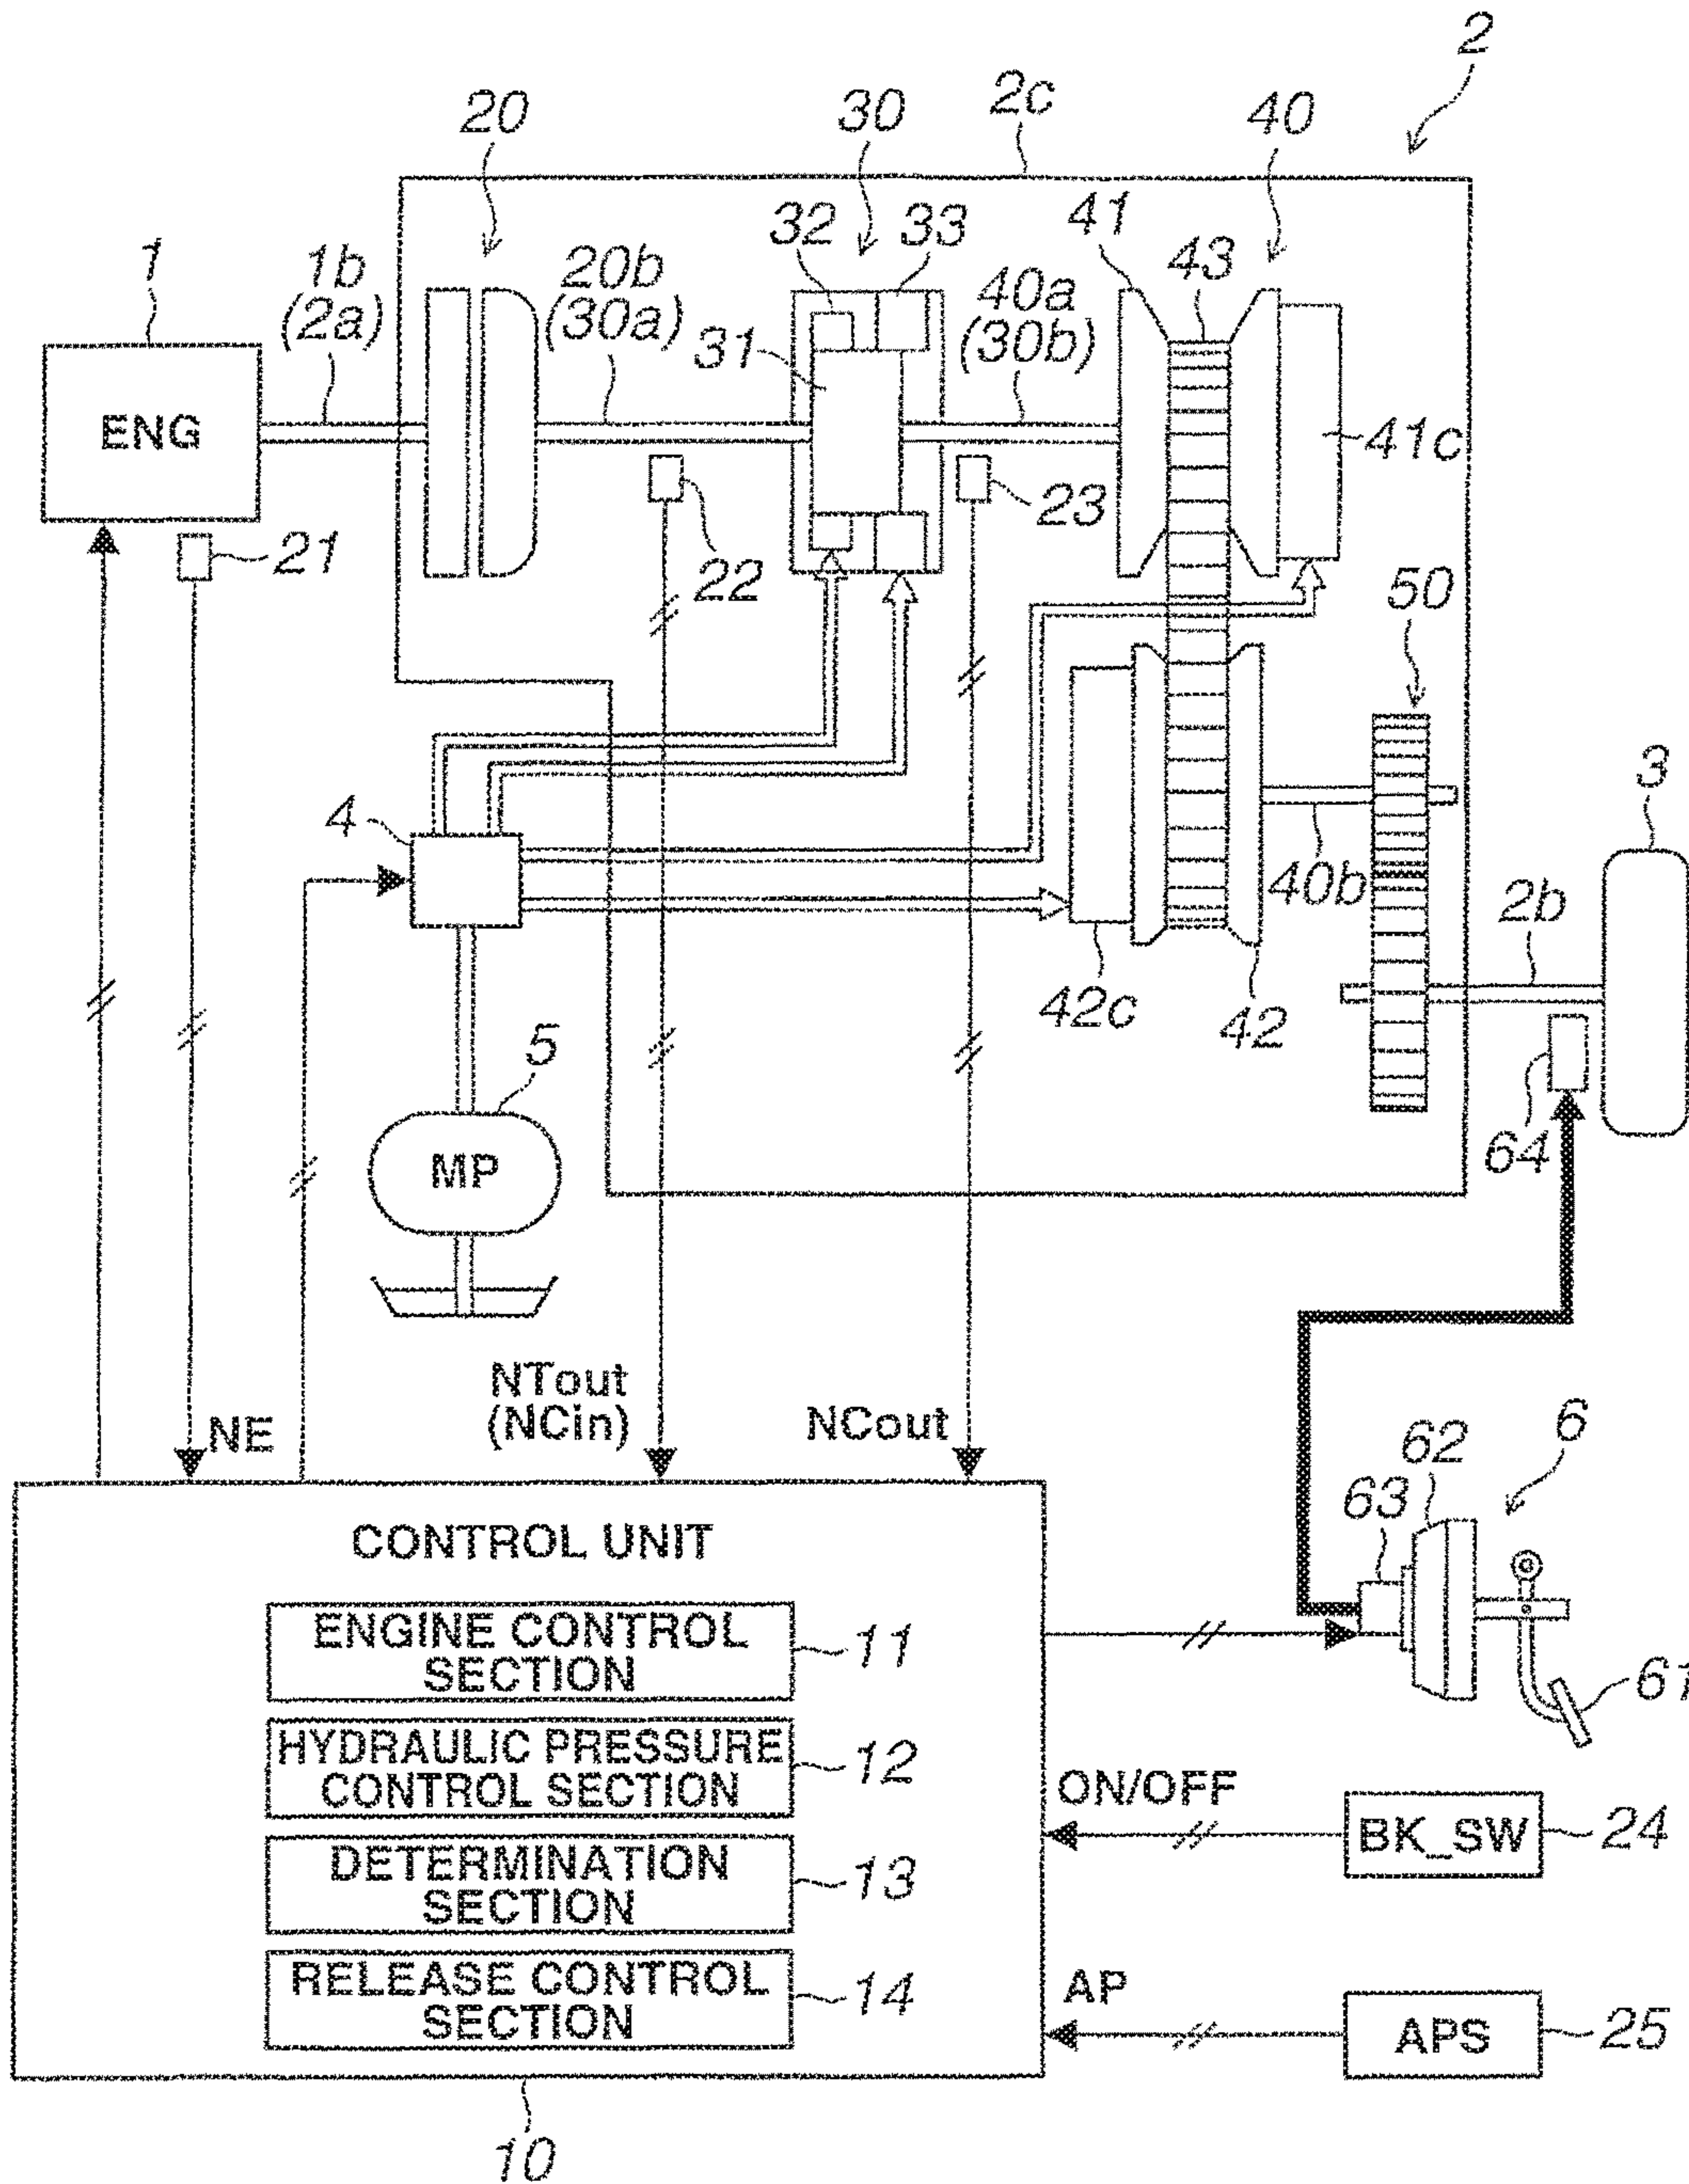 2
2c
20
30
40
1
1b
(2a)
20b
(30a)
32
33
41
43
40a
(30b)
31
ENG
41c
21
22
23
50
4
3
40b
2b
42c
42
5
MP
64
NE
NTout
(NCin)
NCout
6
62
63
CONTROL UNIT
ENGINE CONTROL
SECTION
11
61
HYDRAULIC PRESSURE
CONTROL SECTION
12
ON/OFF
BK_SW
24
DETERMINATION
SECTION
13
RELEASE CONTROL
SECTION
14
AP
APS
25
10